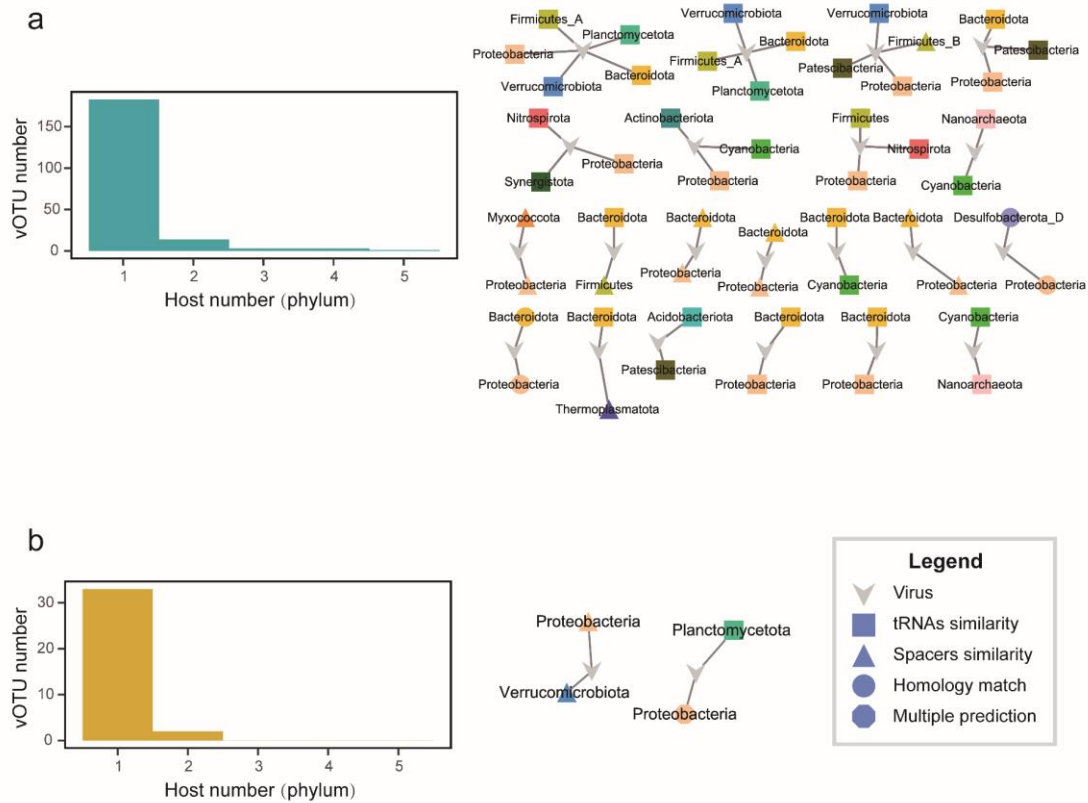 a
vOTU number
150
100
50
0
1 2 3 4 5
Host number (phylum)
Firmicutes_A
Planctomycetota
Proteobacteria
Bacteroidota
Verrucomicrobiota
Verrucomicrobiota
Bacteroidota
Firmicutes_A
Planctomycetota
Verrucomicrobiota
Firmicutes_B
Patescibacteria
Proteobacteria
Bacteroidota
Patescibacteria
Proteobacteria
Nitrospirota
Proteobacteria
Synergistota
Actinobacteriota
Cyanobacteria
Proteobacteria
Firmicutes
Nitrospirota
Proteobacteria
Nanoarchaeota
Cyanobacteria
Myxococcota
Proteobacteria
Bacteroidota
Firmicutes
Bacteroidota
Proteobacteria
Bacteroidota
Proteobacteria
Bacteroidota
Cyanobacteria
Bacteroidota
Proteobacteria
Desulfobacterota_D
Proteobacteria
Bacteroidota
Proteobacteria
Bacteroidota
Thermoplasmatota
Acidobacteriota
Patescibacteria
Bacteroidota
Proteobacteria
Bacteroidota
Proteobacteria
Cyanobacteria
Nanoarchaeota
b
vOTU number
30
20
10
0
1 2 3 4 5
Host number (phylum)
Proteobacteria
Verrucomicrobiota
Planctomycetota
Proteobacteria
Legend
Virus
tRNAs similarity
Spacers similarity
Homology match
Multiple prediction